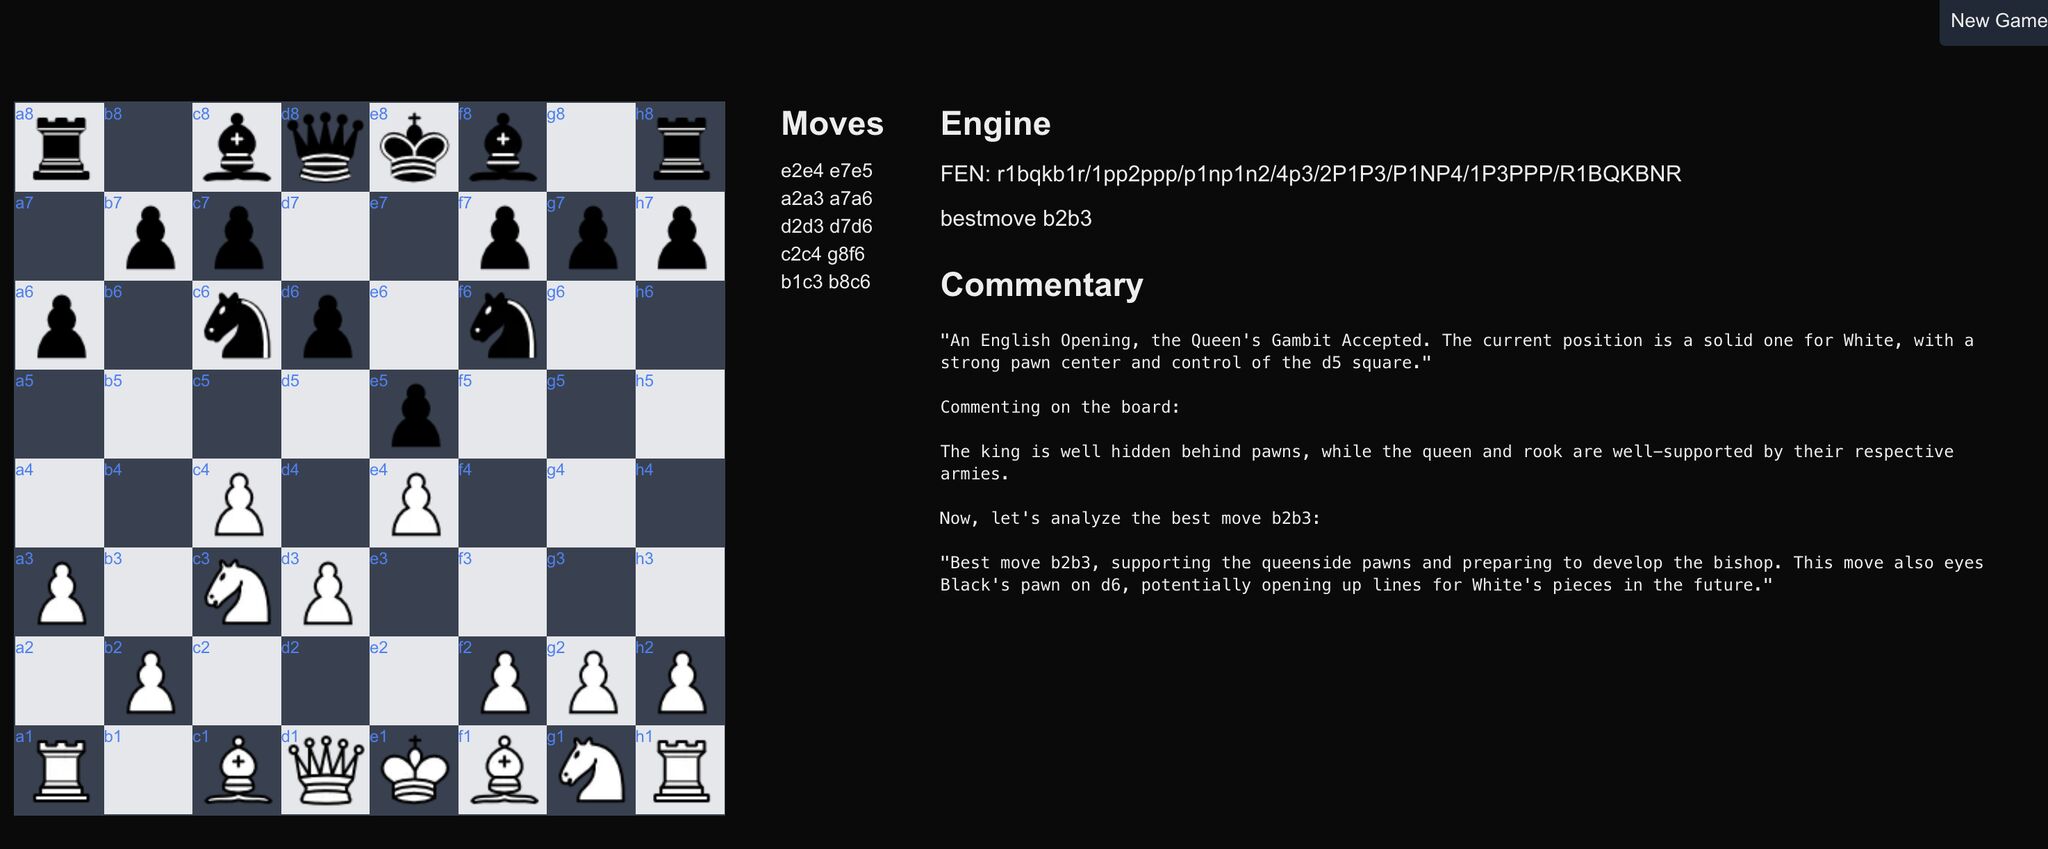 New Game
a8 b8 c8 d8 e8 f8 g8 h8
a7 b7 c7 d7 e7 f7 g7 h7
a6 b6 c6 d6 e6 f6 g6 h6
a5 b5 c5 d5 e5 f5 g5 h5
a4 b4 c4 d4 e4 f4 g4 h4
a3 b3 c3 d3 e3 f3 g3 h3
a2 b2 c2 d2 e2 f2 g2 h2
a1 b1 c1 d1 e1 f1 g1 h1
Moves
e2e4 e7e5
a2a3 a7a6
d2d3 d7d6
c2c4 g8f6
b1c3 b8c6
Engine
FEN: r1bqkb1r/1pp2ppp/p1np1n2/4p3/2P1P3/P1NP4/1P3PPP/R1BQKBNR
bestmove b2b3
Commentary
"An English Opening, the Queen's Gambit Accepted. The current position is a solid one for White, with a
strong pawn center and control of the d5 square."
Commenting on the board:
The king is well hidden behind pawns, while the queen and rook are well-supported by their respective
armies.
Now, let's analyze the best move b2b3:
"Best move b2b3, supporting the queenside pawns and preparing to develop the bishop. This move also eyes
Black's pawn on d6, potentially opening up lines for White's pieces in the future."